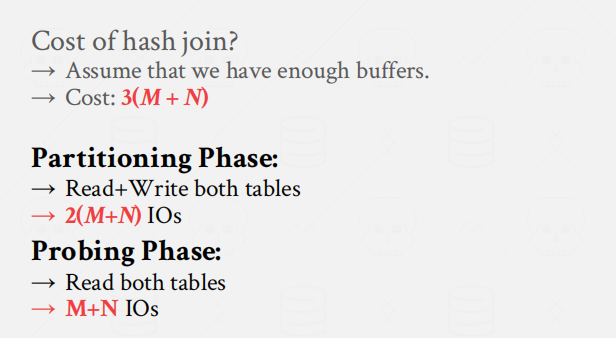 Cost of hash join?
→ Assume that we have enough buffers.
→ Cost: 3(M + N)
Partitioning Phase:
→ Read+Write both tables
→ 2(M+N) IOs
Probing Phase:
→ Read both tables
→ M+N IOs